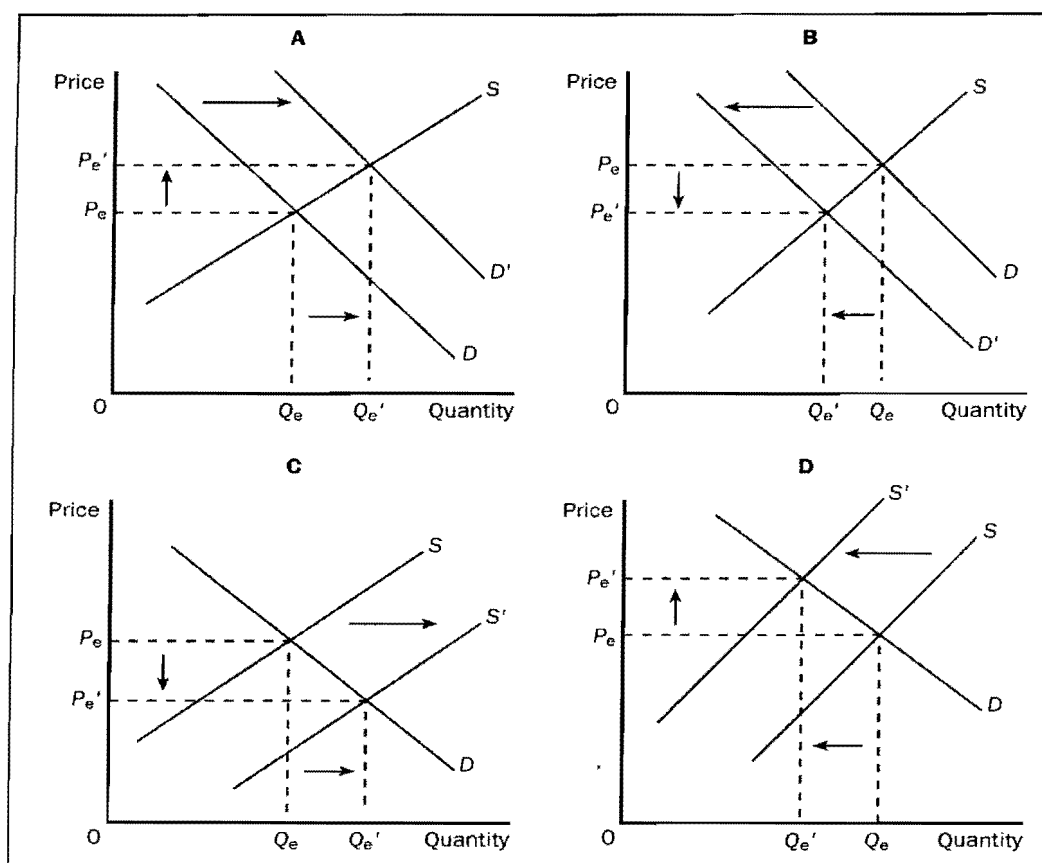 A
Price
S
Pe'
Pe
D'
D
O
Qe
Qe'
Quantity
B
Price
S
Pe
Pe'
D
D'
O
Qe'
Qe
Quantity
C
Price
S
S'
Pe
Pe'
D
O
Qe
Qe'
Quantity
D
Price
S'
S
Pe'
Pe
D
O
Qe'
Qe
Quantity